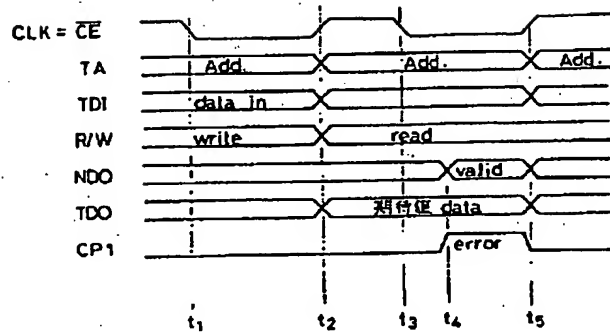 CLK = CE
TA Add. Add. Add.
TDI data in
R/W write read
NDO valid
TDO 期待値 data
CP1 error
t1 t2 t3 t4 t5